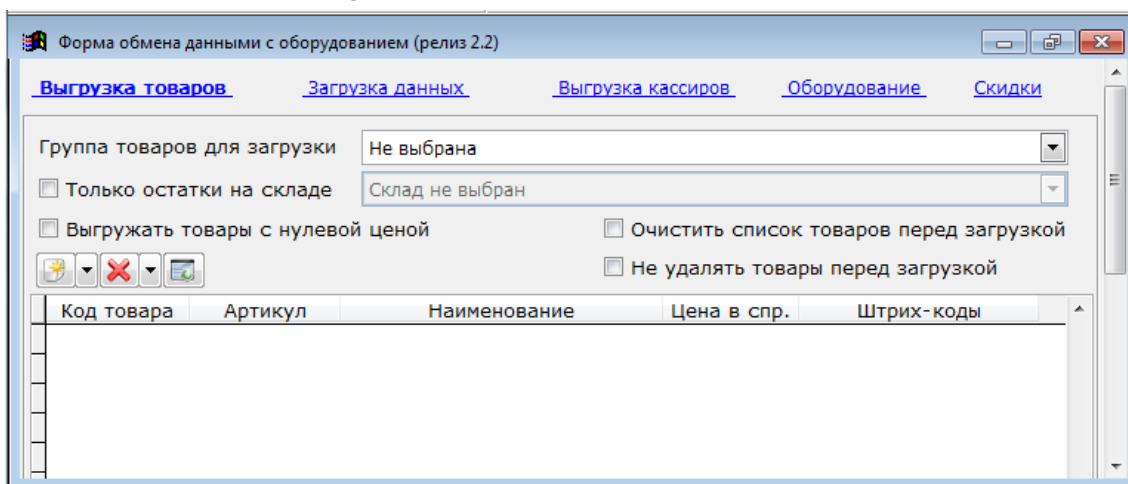 Форма обмена данными с оборудованием (релиз 2.2)
Выгрузка товаров Загрузка данных Выгрузка кассиров Оборудование Скидки
Группа товаров для загрузки Не выбрана
Только остатки на складе Склад не выбран
Выгружать товары с нулевой ценой Очистить список товаров перед загрузкой
Не удалять товары перед загрузкой
Код товара Артикул Наименование Цена в спр. Штрих-коды